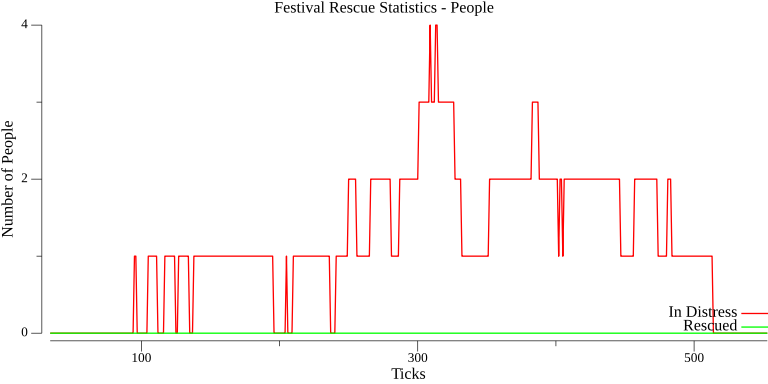 Festival Rescue Statistics - People
4
2
0
Number of People
In Distress
Rescued
100
300
500
Ticks